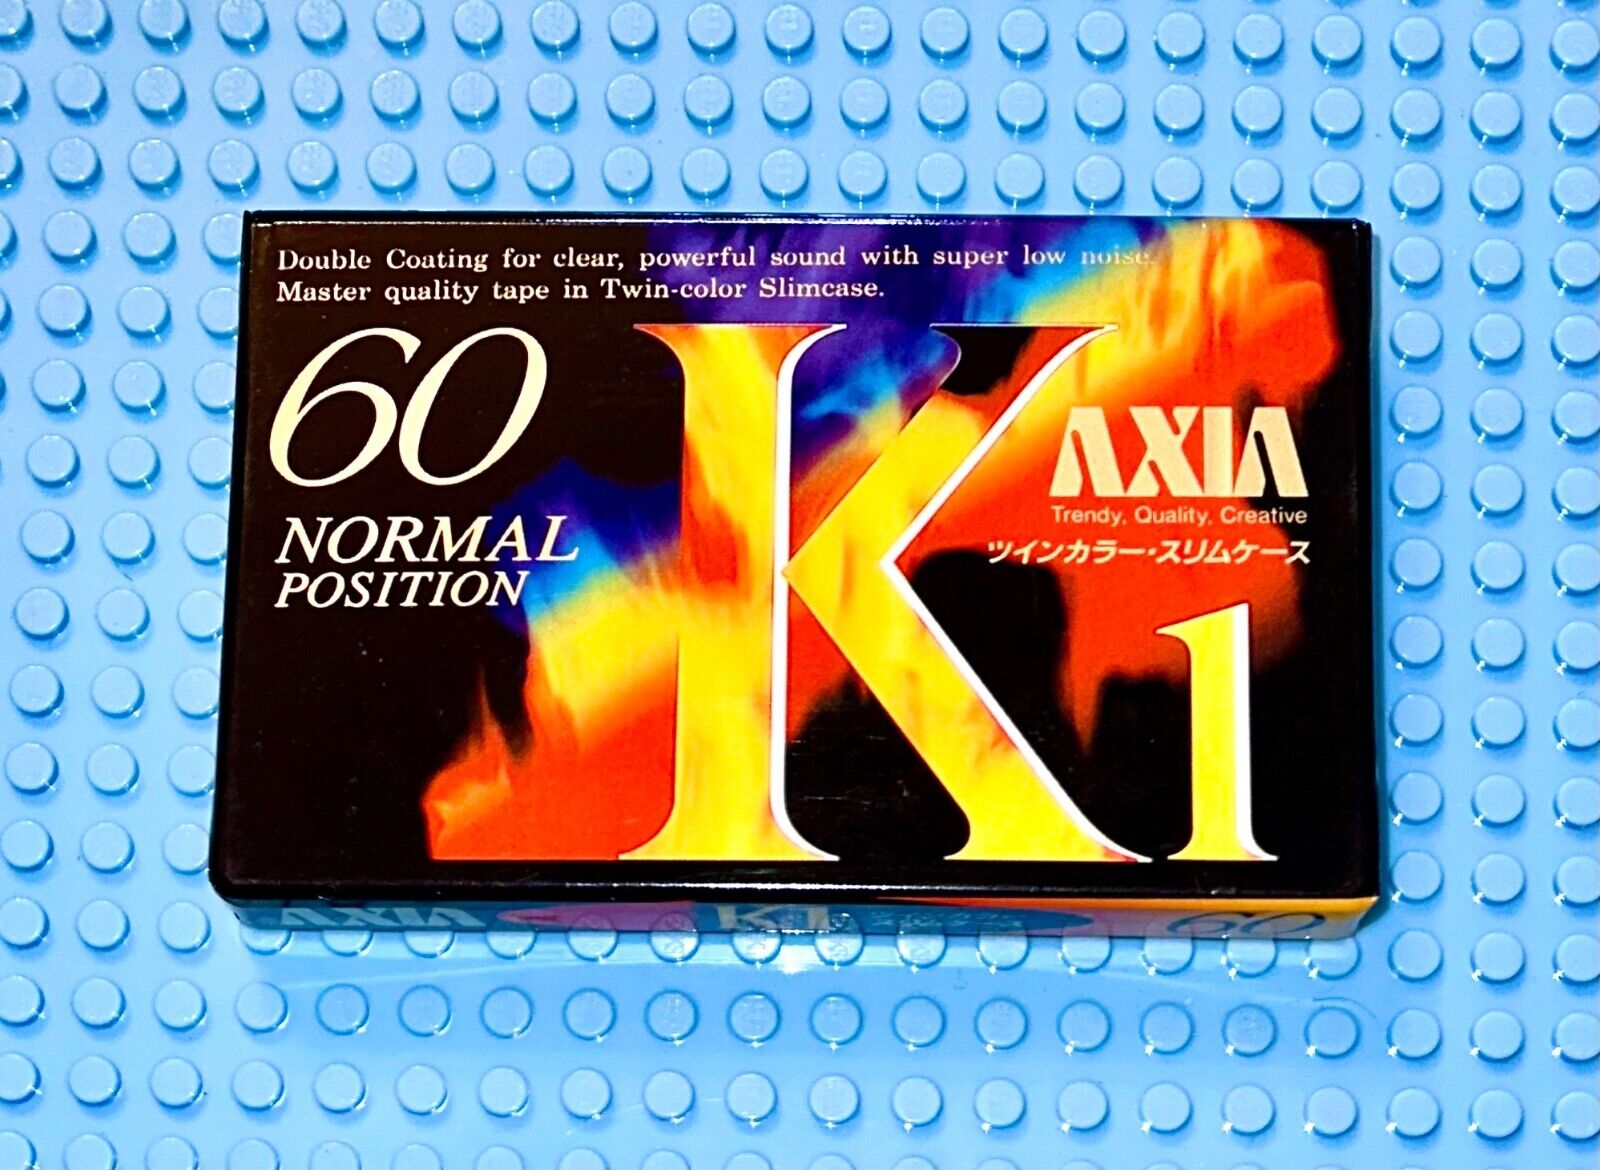 Double Coating for clear, powerful sound with super low noise.
Master quality tape in Twin-color Slimcase.
60
NORMAL
POSITION
K1
AXIA
Trendy, Quality, Creative
ツインカラー・スリムケース
AXIA K1 60